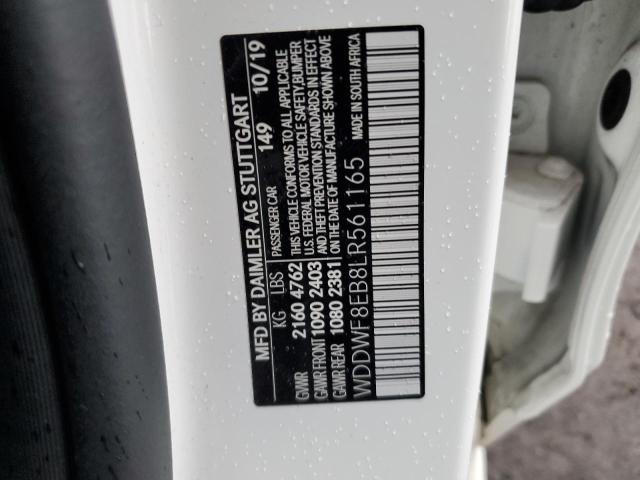 MFD BY DAIMLER AG STUTTGART
KG LBS PASSENGER CAR 149 10/19
GVWR 2160 4762 THIS VEHICLE CONFORMS TO ALL APPLICABLE
GAWR FRONT 1090 2403 U.S. FEDERAL MOTOR VEHICLE SAFETY, BUMPER
GAWR REAR 1080 2381 AND THEFT PREVENTION STANDARDS IN EFFECT
ON THE DATE OF MANUFACTURE SHOWN ABOVE
WDDWF8EB8LR561165 MADE IN SOUTH AFRICA